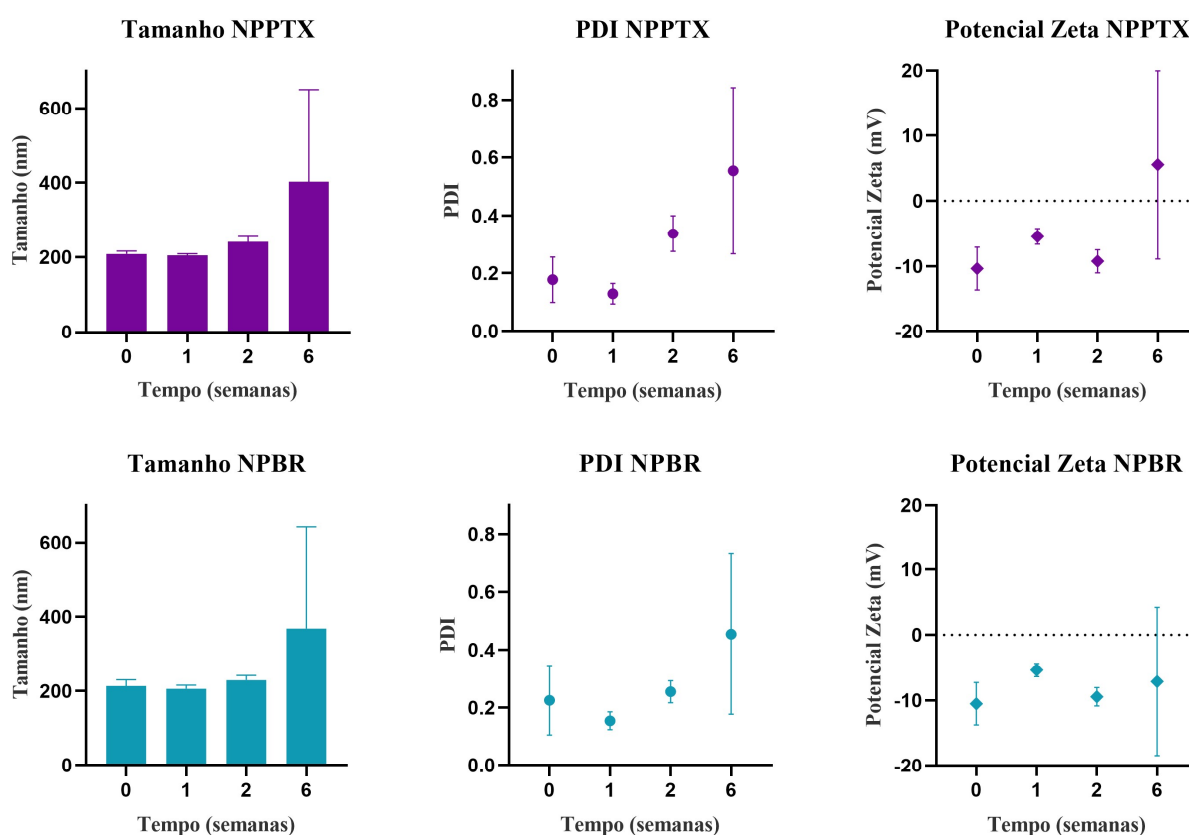 Tamanho NPPTX
Tamanho (nm)
600
400
200
0
0 1 2 6
Tempo (semanas)
PDI NPPTX
PDI
0.8
0.6
0.4
0.2
0.0
0 1 2 6
Tempo (semanas)
Potencial Zeta NPPTX
Potencial Zeta (mV)
20
10
0
-10
-20
0 1 2 6
Tempo (semanas)
Tamanho NPBR
Tamanho (nm)
600
400
200
0
0 1 2 6
Tempo (semanas)
PDI NPBR
PDI
0.8
0.6
0.4
0.2
0.0
0 1 2 6
Tempo (semanas)
Potencial Zeta NPBR
Potencial Zeta (mV)
20
10
0
-10
-20
0 1 2 6
Tempo (semanas)